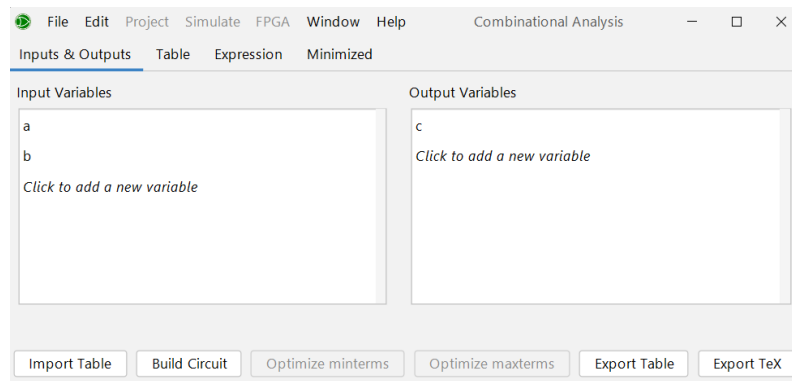 File Edit Project Simulate FPGA Window Help Combinational Analysis
Inputs & Outputs Table Expression Minimized
Input Variables Output Variables
a c
b Click to add a new variable
Click to add a new variable
Import Table Build Circuit Optimize minterms Optimize maxterms Export Table Export TeX